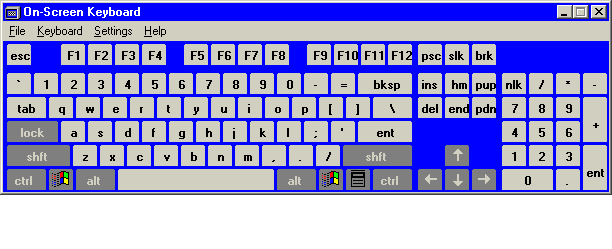 On-Screen Keyboard
File Keyboard Settings Help
esc F1 F2 F3 F4 F5 F6 F7 F8 F9 F10 F11 F12 psc slk brk
` 1 2 3 4 5 6 7 8 9 0 - = bksp ins hm pup nlk / * -
tab q w e r t y u i o p [ ] \ del end pdn 7 8 9 +
lock a s d f g h j k l ; ' ent 4 5 6
shft z x c v b n m , . / shft ↑ 1 2 3 ent
ctrl alt alt ctrl ← ↓ → 0 .